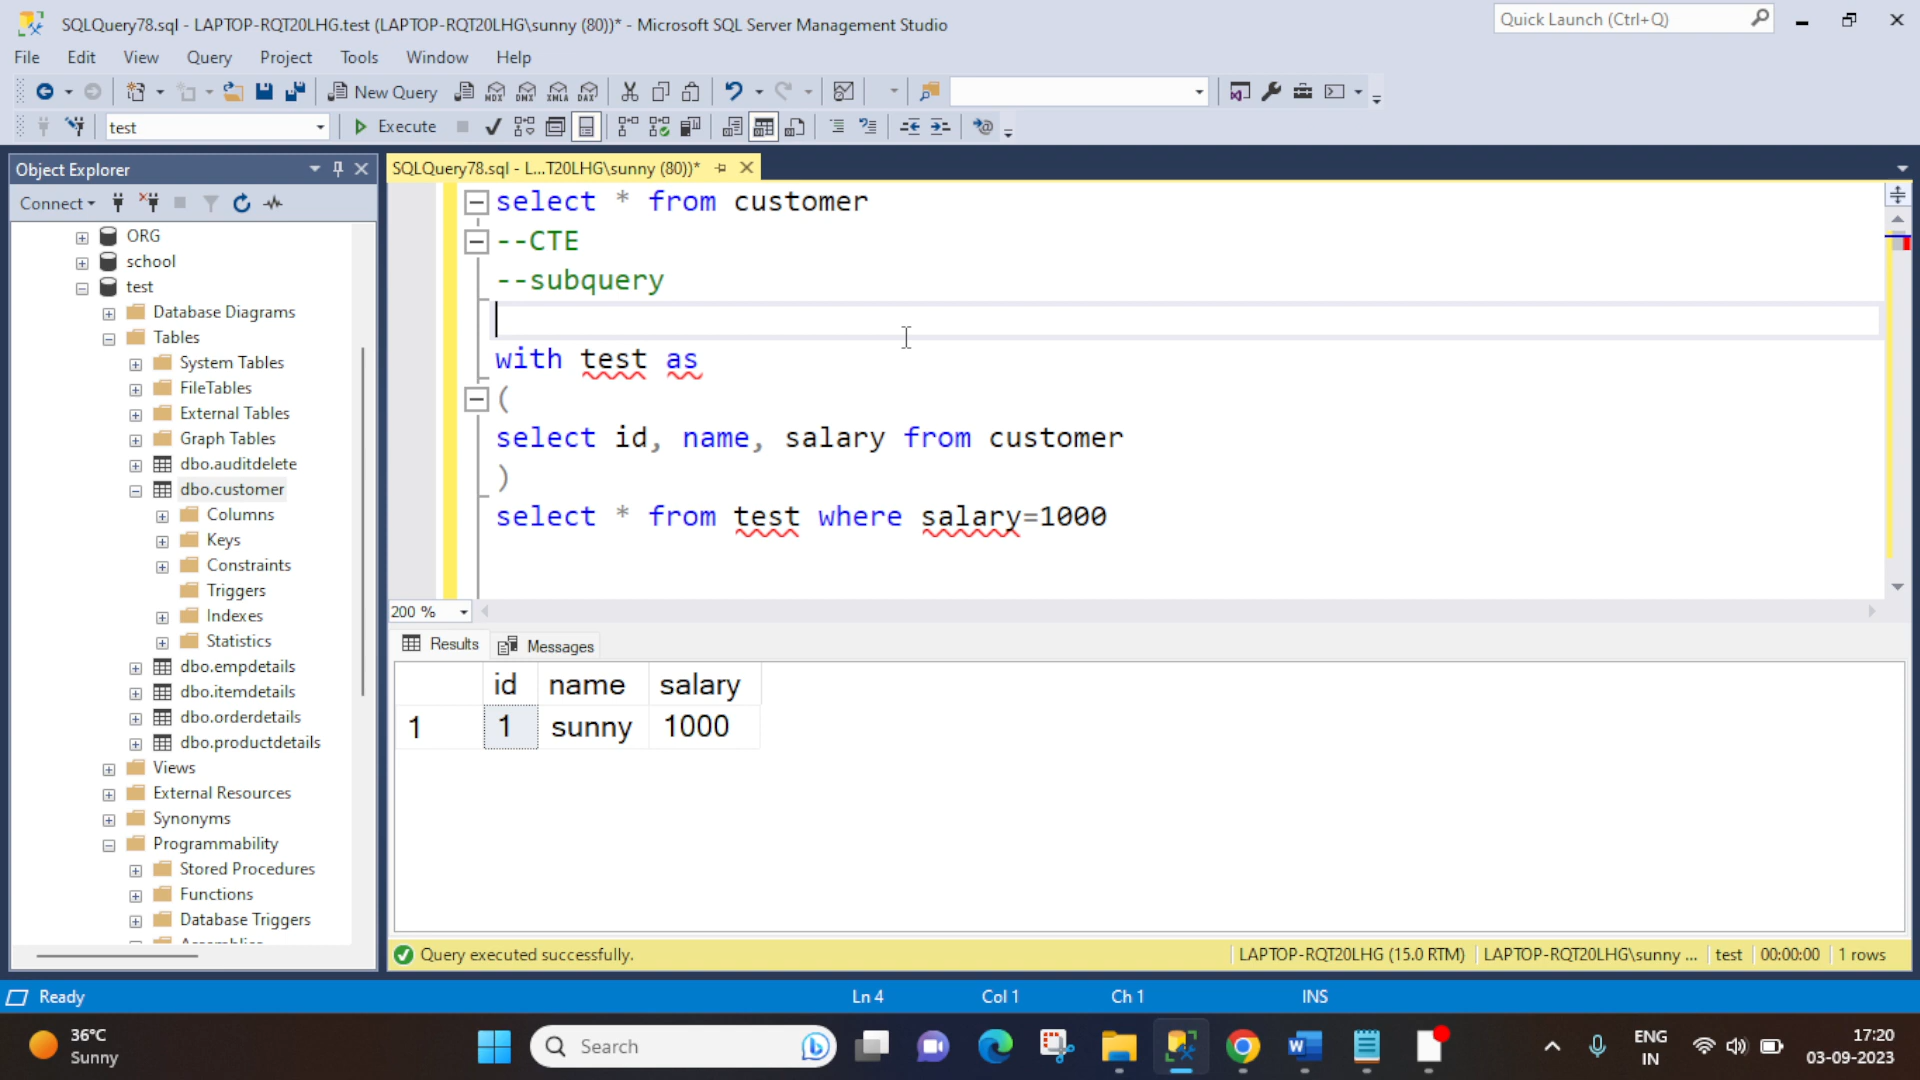 SQLQuery78.sql - LAPTOP-RQT20LHG.test (LAPTOP-RQT20LHG\sunny (80))* - Microsoft SQL Server Management Studio
Quick Launch (Ctrl+Q)
File Edit View Query Project Tools Window Help
New Query
MDX DMX XMLA DAX
test
Execute
Object Explorer
SQLQuery78.sql - L...T20LHG\sunny (80))*
Connect
ORG
school
test
Database Diagrams
Tables
System Tables
FileTables
External Tables
Graph Tables
dbo.auditdelete
dbo.customer
Columns
Keys
Constraints
Triggers
Indexes
Statistics
dbo.empdetails
dbo.itemdetails
dbo.orderdetails
dbo.productdetails
Views
External Resources
Synonyms
Programmability
Stored Procedures
Functions
Database Triggers
select * from customer
--CTE
--subquery
with test as
(
select id, name, salary from customer
)
select * from test where salary=1000
200 %
Results Messages
id name salary
1 1 sunny 1000
Query executed successfully.
LAPTOP-RQT20LHG (15.0 RTM) LAPTOP-RQT20LHG\sunny ... test 00:00:00 1 rows
Ready Ln 4 Col 1 Ch 1 INS
36°C
Sunny
Search
ENG
IN
17:20
03-09-2023